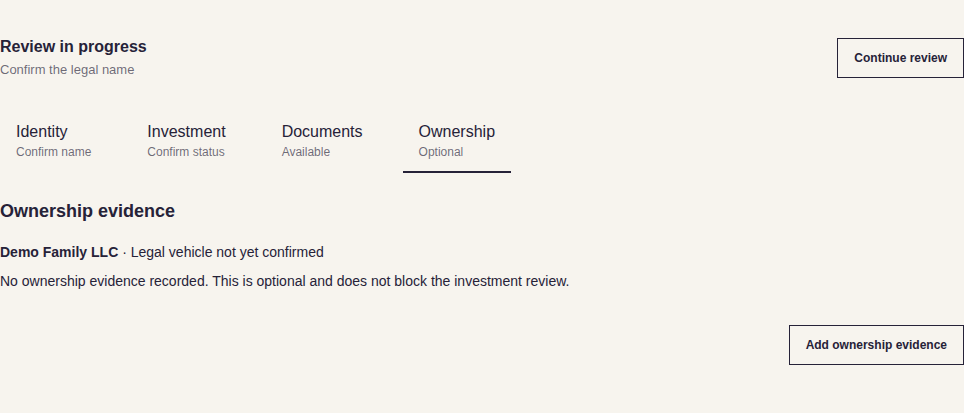 Review in progress
Confirm the legal name
Continue review
Identity
Confirm name
Investment
Confirm status
Documents
Available
Ownership
Optional
Ownership evidence
Demo Family LLC · Legal vehicle not yet confirmed
No ownership evidence recorded. This is optional and does not block the investment review.
Add ownership evidence